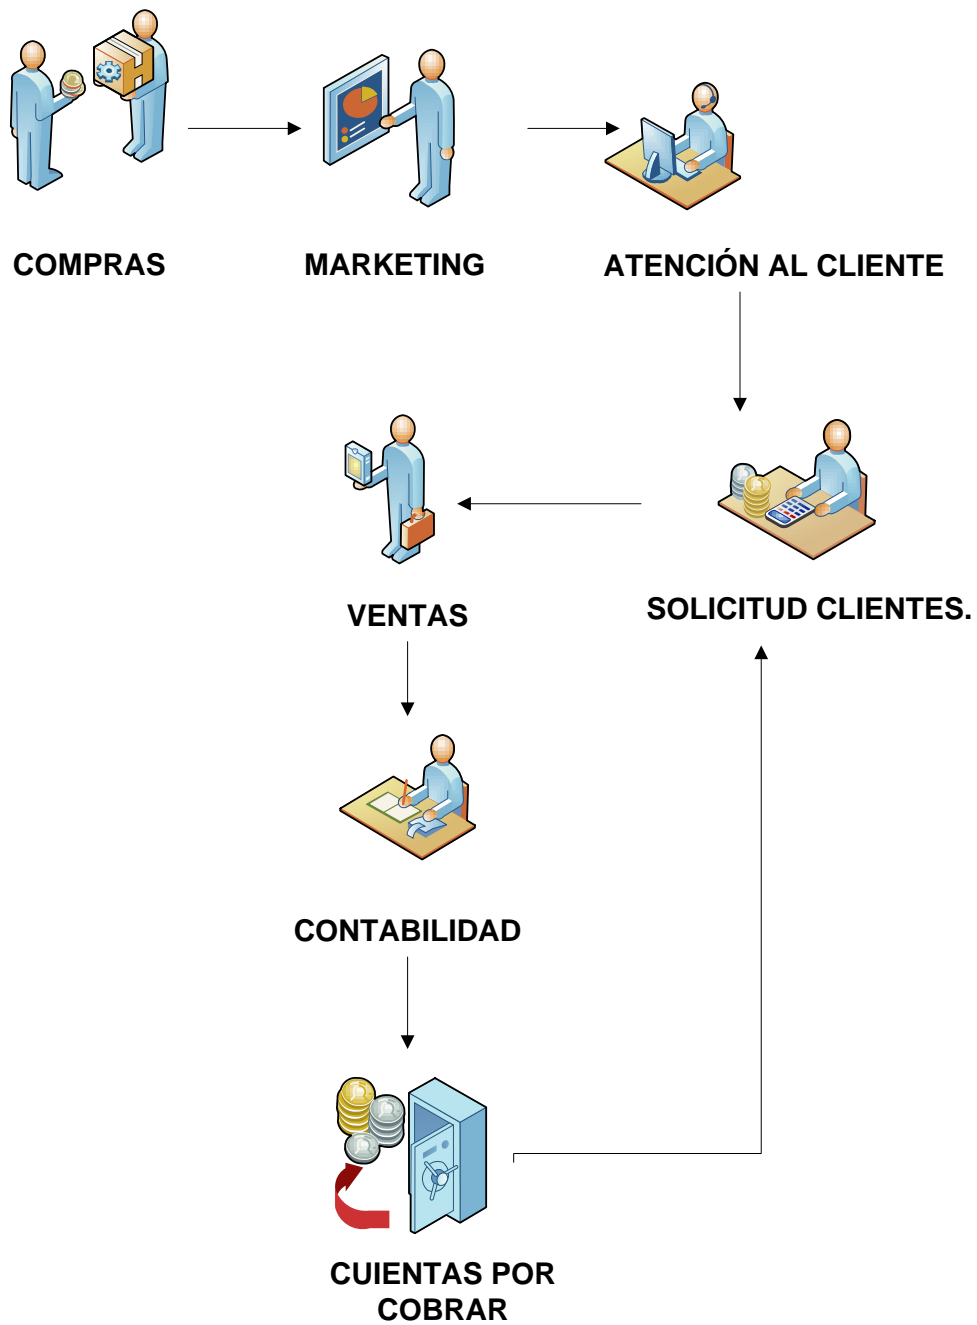 COMPRAS
MARKETING
ATENCIÓN AL CLIENTE
VENTAS
SOLICITUD CLIENTES.
CONTABILIDAD
CUIENTAS POR
COBRAR